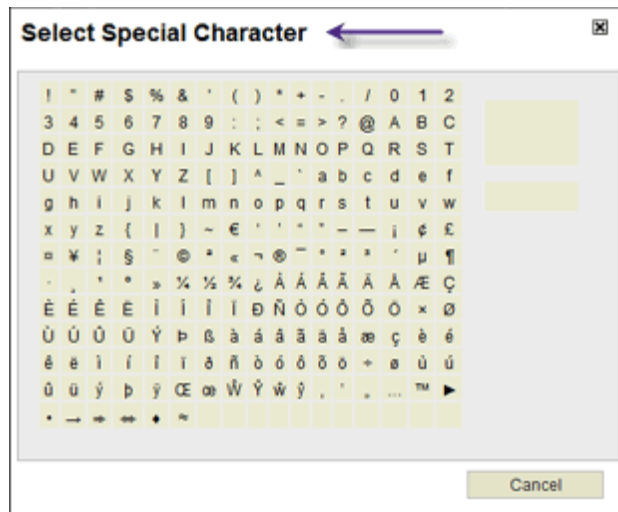 Select Special Character
! " # $ % & ' ( ) * + - . / 0 1 2
3 4 5 6 7 8 9 : ; < = > ? @ A B C
D E F G H I J K L M N O P Q R S T
U V W X Y Z [ ] ^ _ ` a b c d e f
g h i j k l m n o p q r s t u v w
x y z { | } ~ € ‘ ’ “ ” – — ¡ ¢ £
¤ ¥ ¦ § ¨ © ª « ¬ ® ¯ ° ² ³ ´ µ ¶
· ¸ ¹ º » ¼ ½ ¾ ¿ À Á Â Ã Ä Å Æ Ç
È É Ê Ë Ì Í Î Ï Ð Ñ Ò Ó Ô Õ Ö × Ø
Ù Ú Û Ü Ý Þ ß à á â ã ä å æ ç è é
ê ë ì í î ï ð ñ ò ó ô õ ö ÷ ø ù ú
û ü ý þ ÿ Œ œ Ŵ Ŷ ŵ ŷ ‚ ‛ „ … ™ ►
• → ⇒ ⇔ ♦ ≈
Cancel